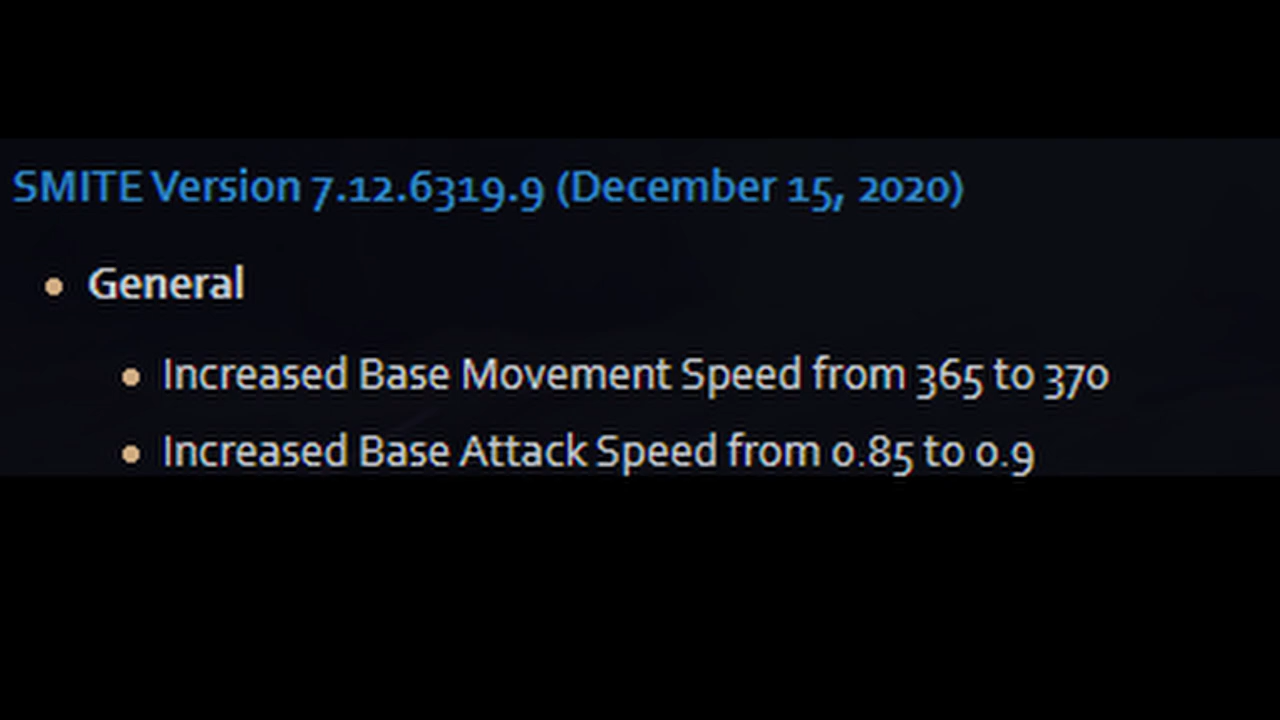 SMITE Version 7.12.6319.9 (December 15, 2020)
General
Increased Base Movement Speed from 365 to 370
Increased Base Attack Speed from 0.85 to 0.9